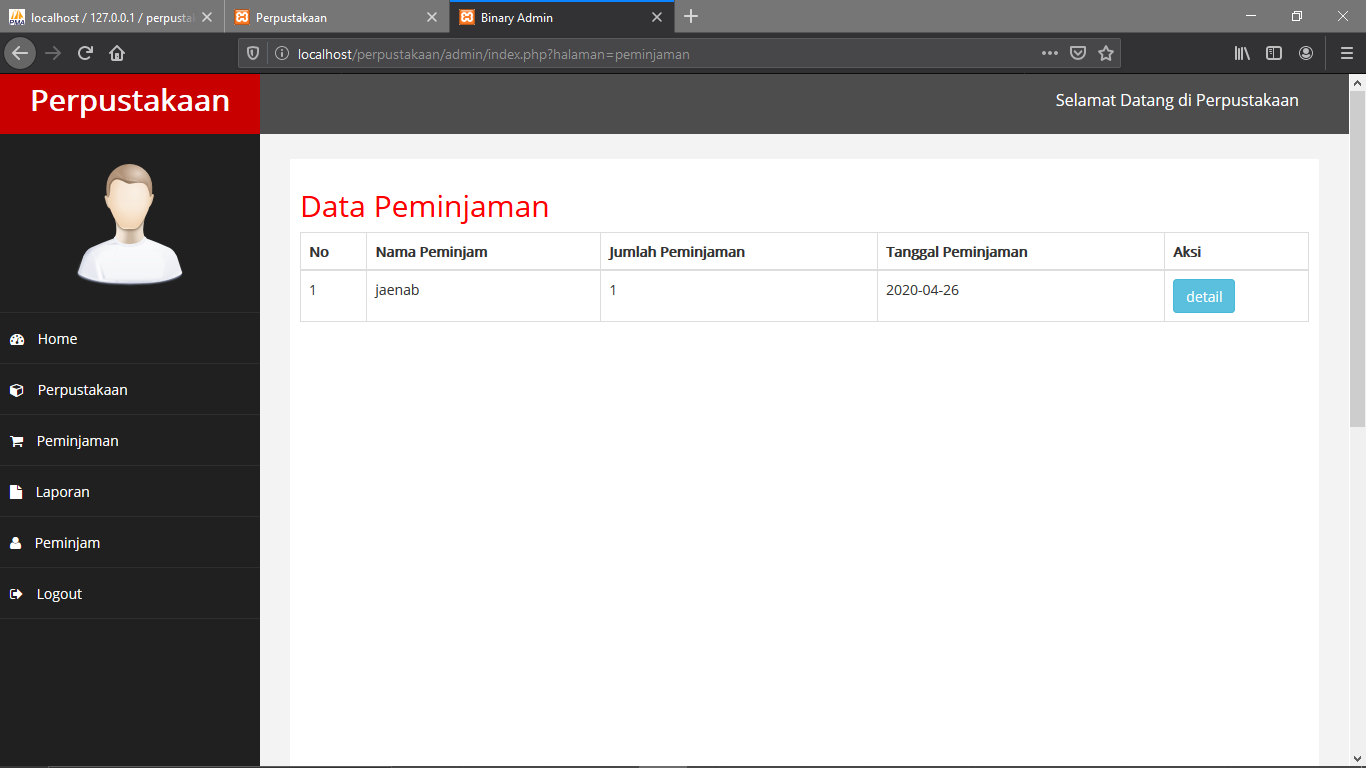 localhost / 127.0.0.1 / perpusta
Perpustakaan
Binary Admin
localhost/perpustakaan/admin/index.php?halaman=peminjaman
Perpustakaan
Selamat Datang di Perpustakaan
Data Peminjaman
No Nama Peminjam Jumlah Peminjaman Tanggal Peminjaman Aksi
1 jaenab 1 2020-04-26 detail
Home
Perpustakaan
Peminjaman
Laporan
Peminjam
Logout